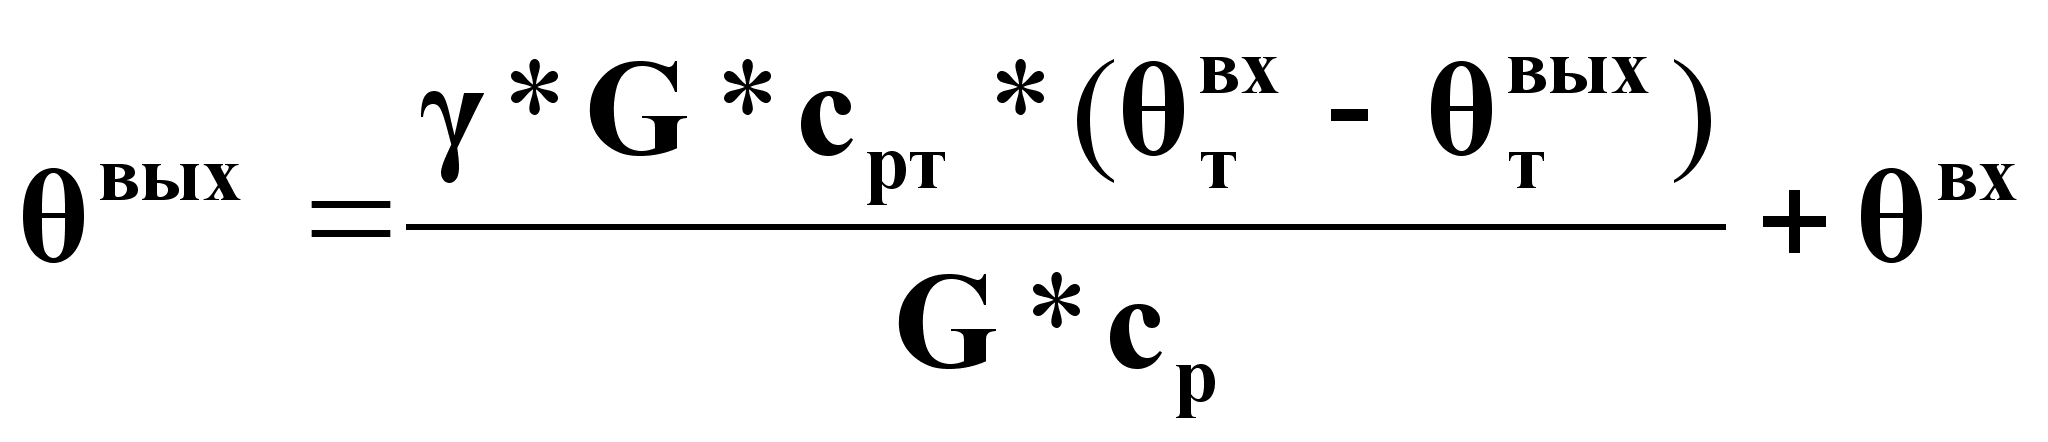 θ^вых = (γ * G * c_рт * (θ_т^вх - θ_т^вых)) / (G * c_р) + θ^вх